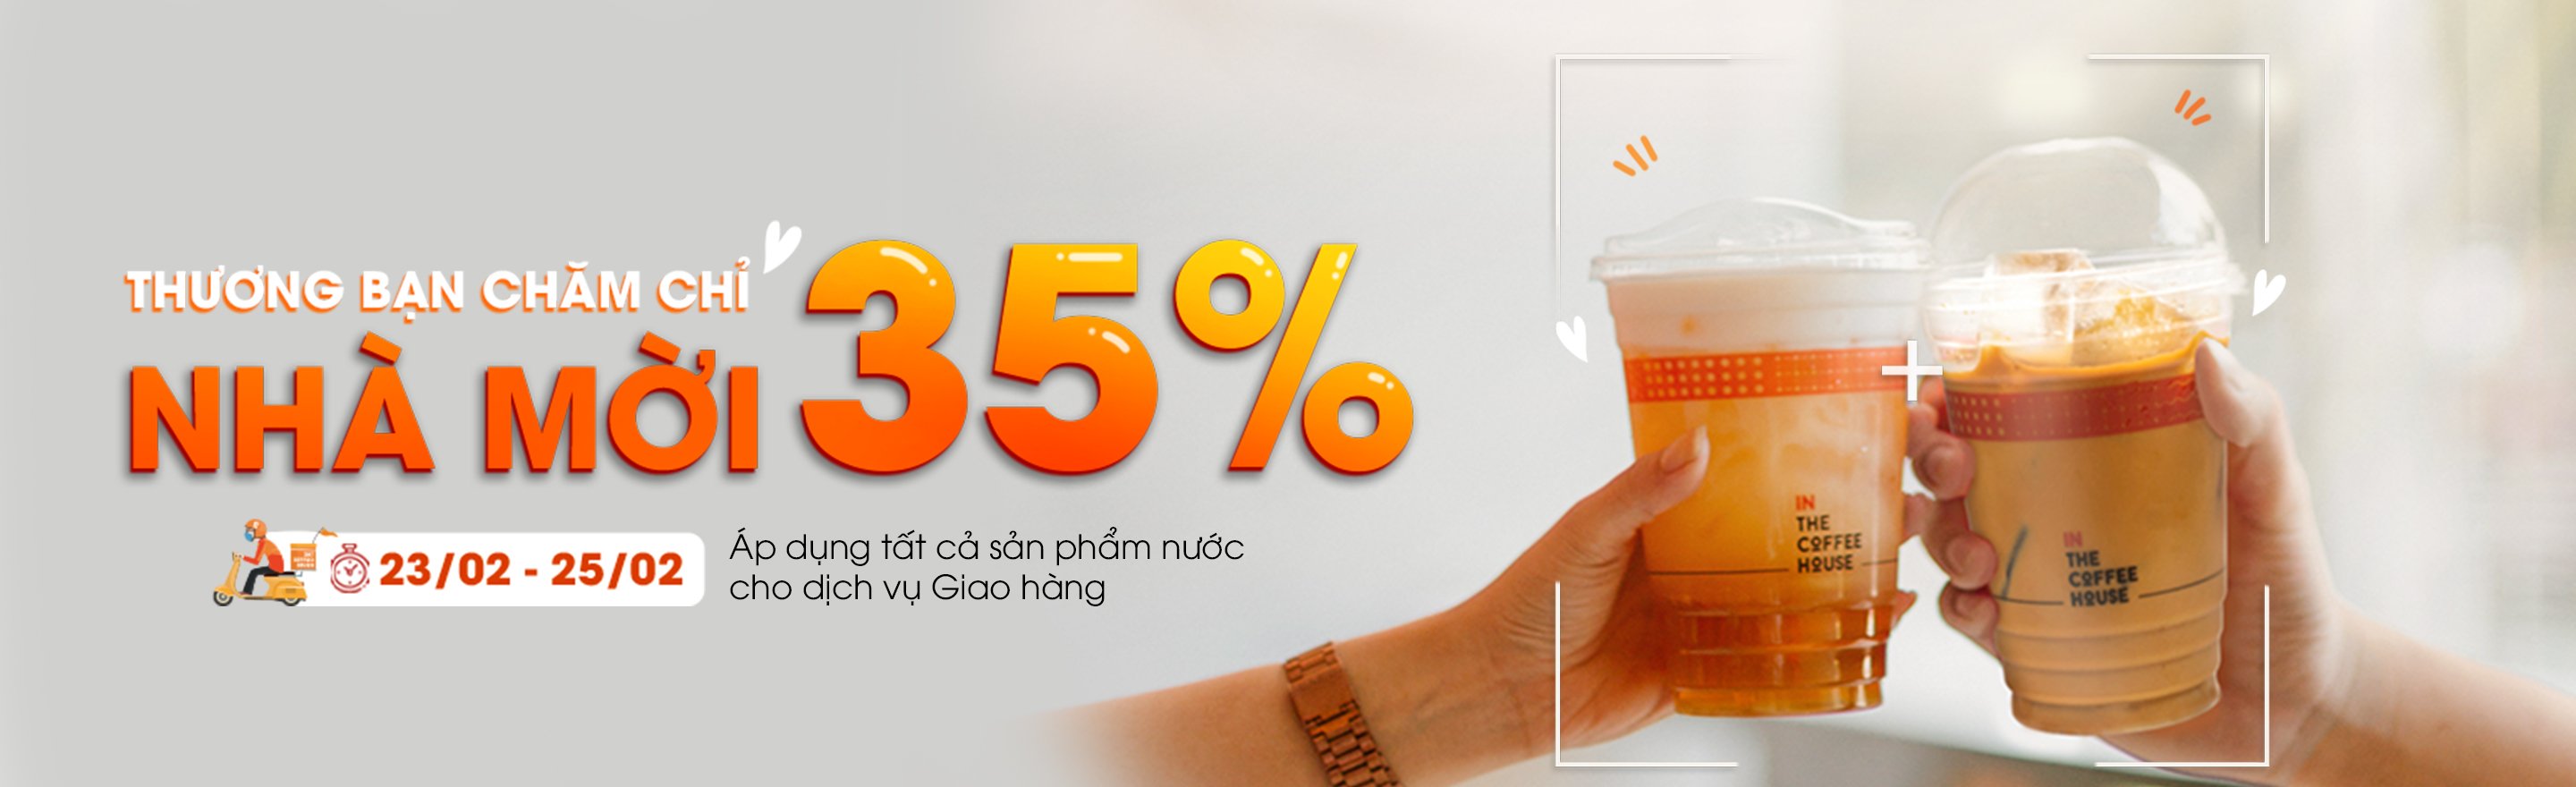 THƯƠNG BẠN CHĂM CHỈ
NHÀ MỜI 35%
23/02 - 25/02
Áp dụng tất cả sản phẩm nước
cho dịch vụ Giao hàng
IN
THE
COFFEE
HOUSE
IN
THE
COFFEE
HOUSE